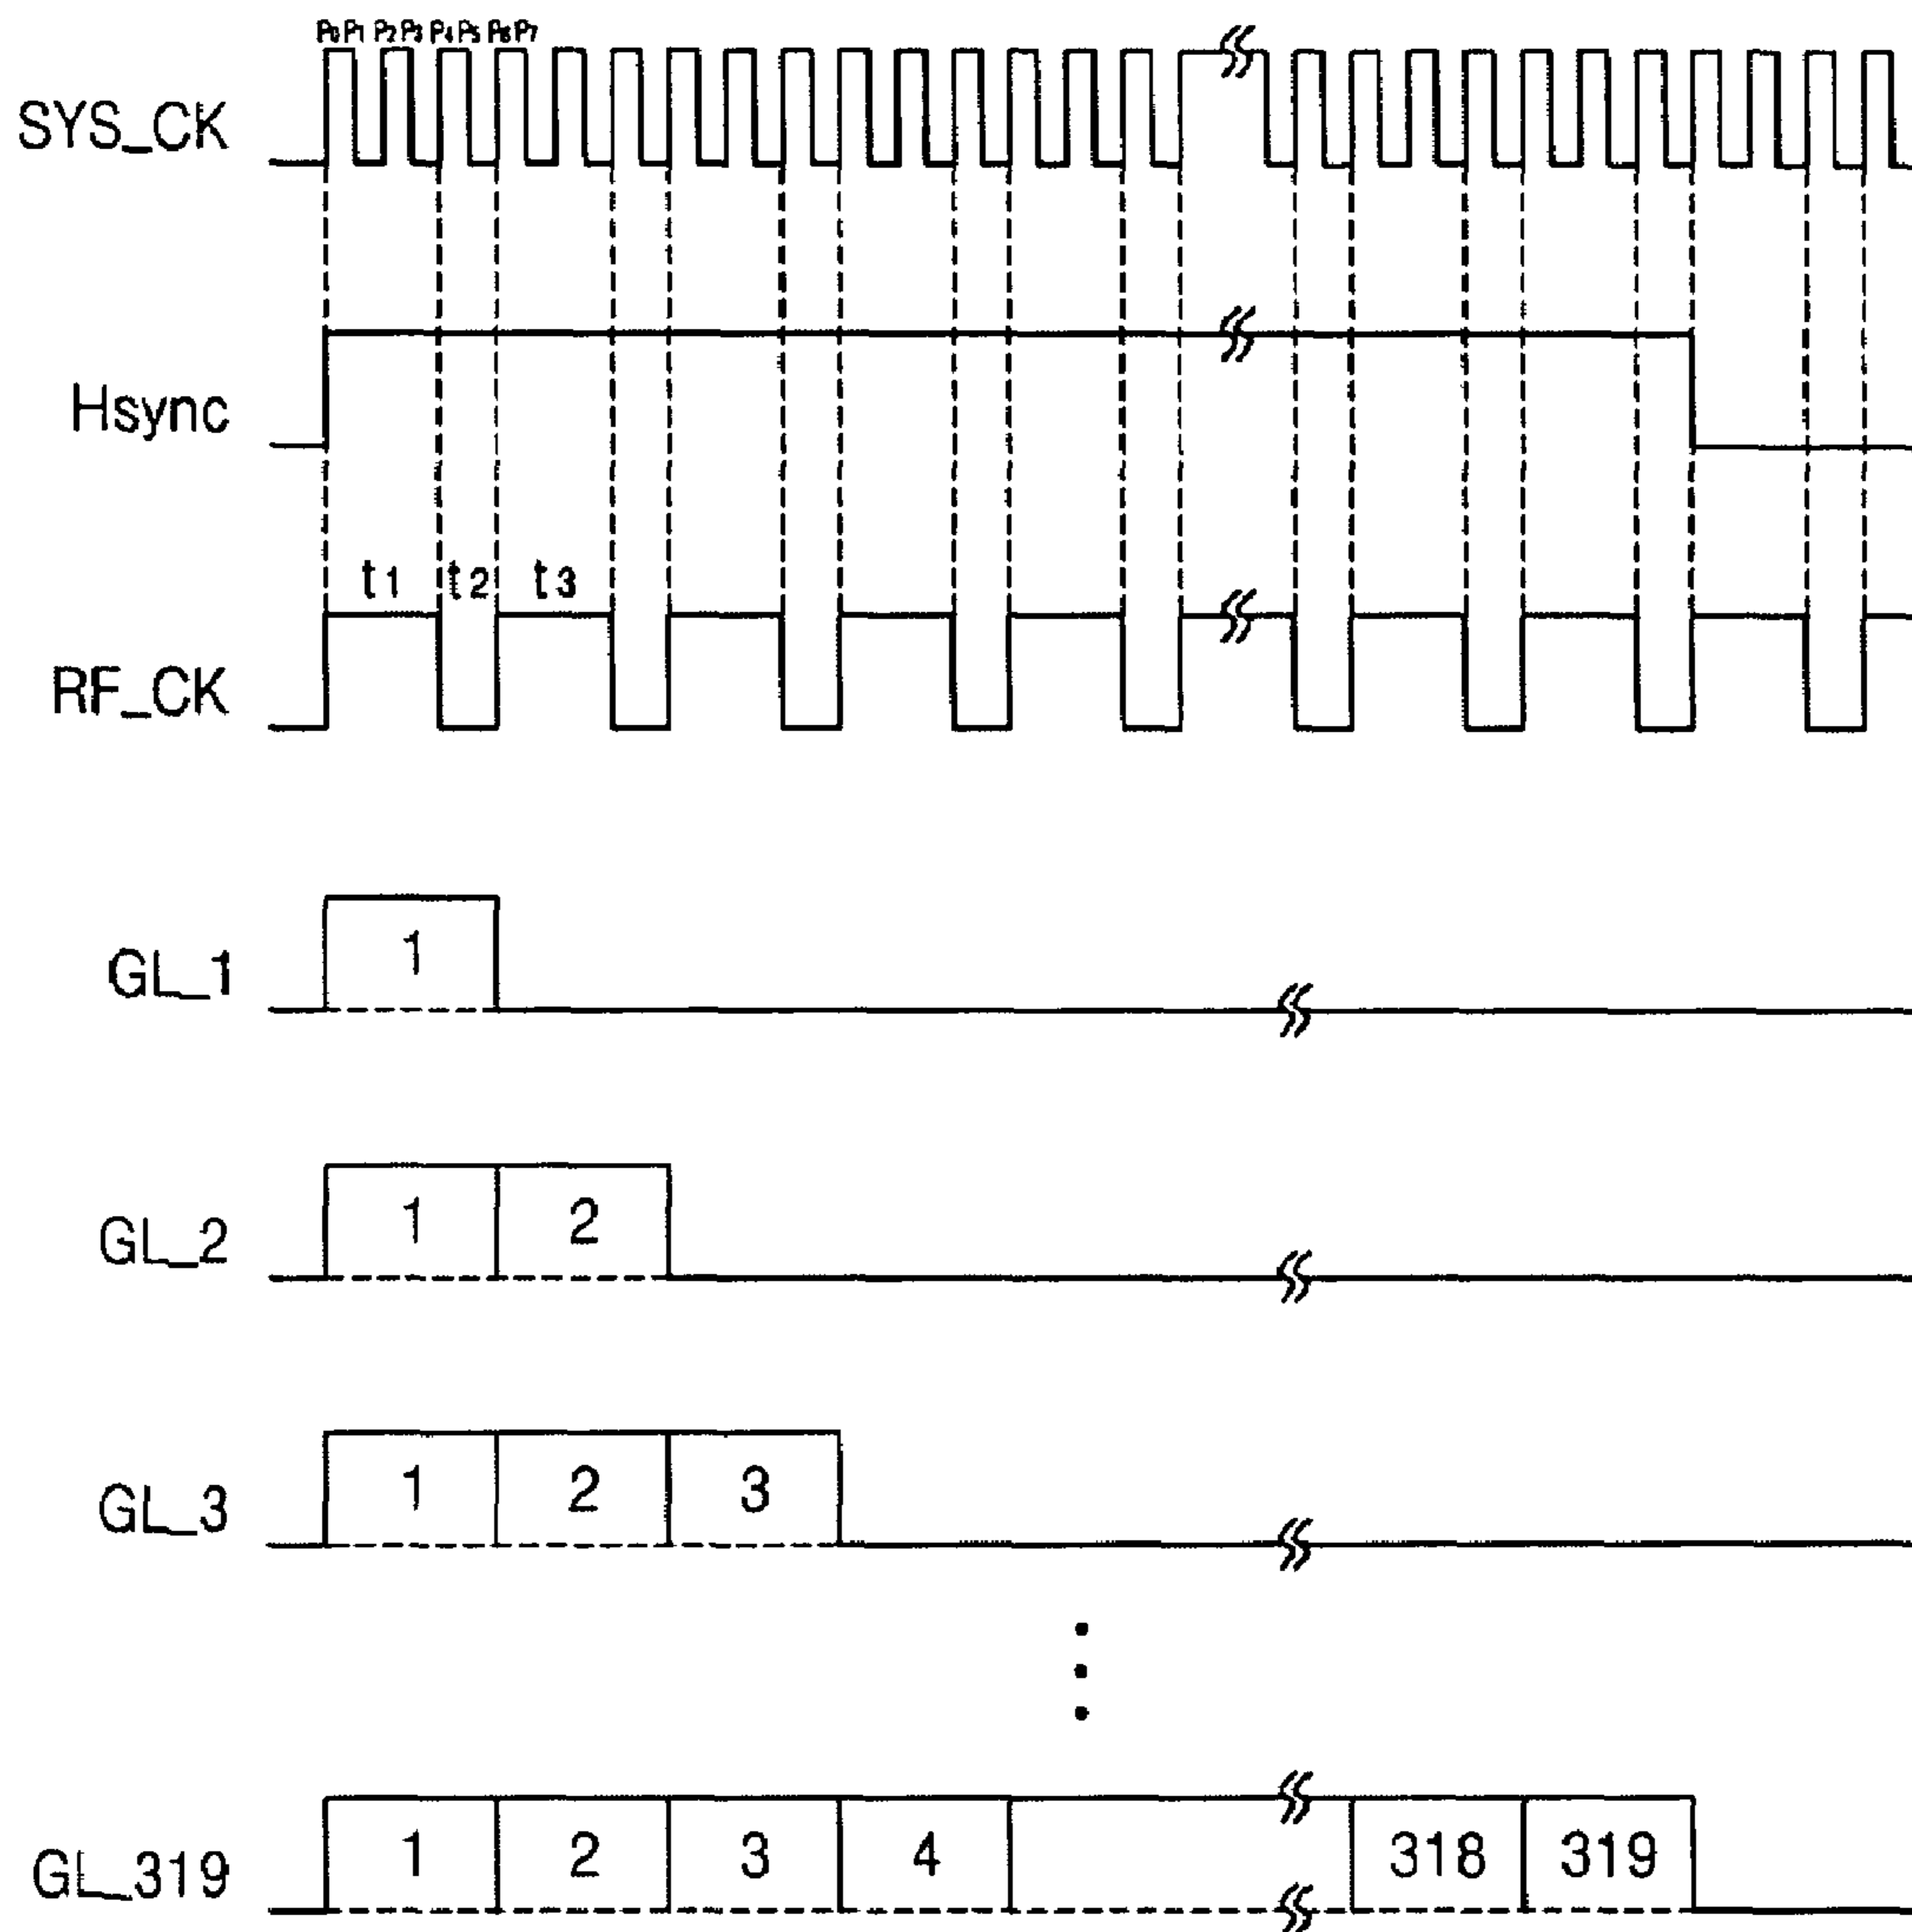 P0 P1 P2 P3 P4 P5 P6 P7
SYS_CK
Hsync
t1 t2 t3
RF_CK
GL_1 1
GL_2 1 2
GL_3 1 2 3
GL_319 1 2 3 4 318 319